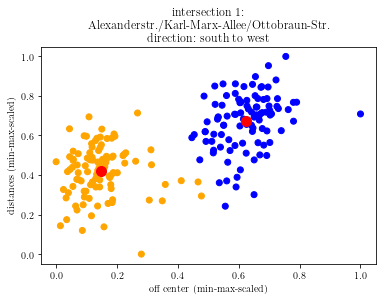 intersection 1:
Alexanderstr./Karl-Marx-Allee/Ottobraun-Str.
direction: south to west
distances (min-max-scaled)
1.0
0.8
0.6
0.4
0.2
0.0
0.0 0.2 0.4 0.6 0.8 1.0
off center (min-max-scaled)